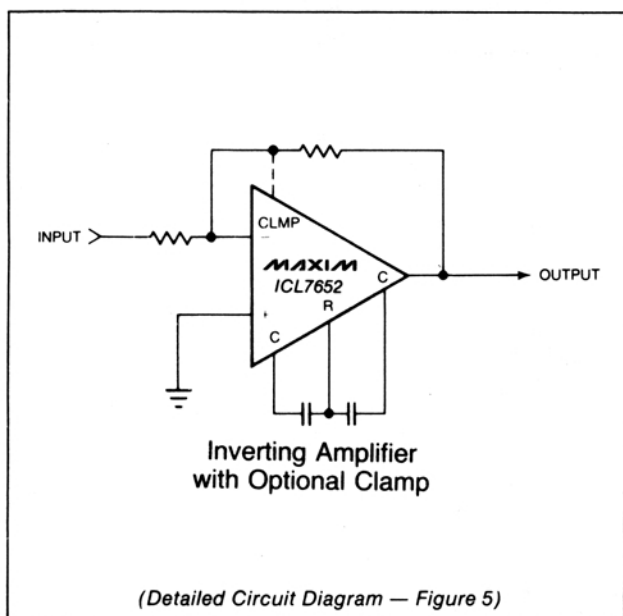 CLMP
INPUT
−
MAXIM
C
OUTPUT
ICL7652
R
+
C
Inverting Amplifier
with Optional Clamp
(Detailed Circuit Diagram — Figure 5)